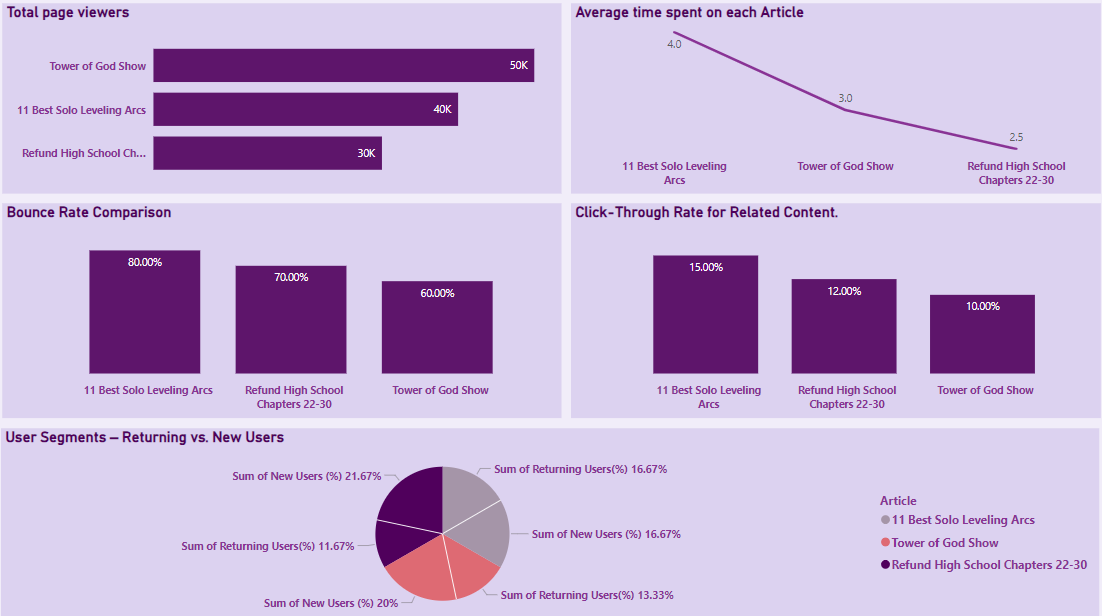 Total page viewers
Tower of God Show
50K
11 Best Solo Leveling Arcs
40K
Refund High School Ch...
30K
Average time spent on each Article
4.0
3.0
2.5
11 Best Solo Leveling
Arcs
Tower of God Show
Refund High School
Chapters 22-30
Bounce Rate Comparison
80.00%
70.00%
60.00%
11 Best Solo Leveling Arcs
Refund High School
Chapters 22-30
Tower of God Show
Click-Through Rate for Related Content.
15.00%
12.00%
10.00%
11 Best Solo Leveling
Arcs
Refund High School
Chapters 22-30
Tower of God Show
User Segments – Returning vs. New Users
Sum of New Users (%) 21.67%
Sum of Returning Users(%) 16.67%
Sum of Returning Users(%) 11.67%
Sum of New Users (%) 16.67%
Sum of New Users (%) 20%
Sum of Returning Users(%) 13.33%
Article
11 Best Solo Leveling Arcs
Tower of God Show
Refund High School Chapters 22-30